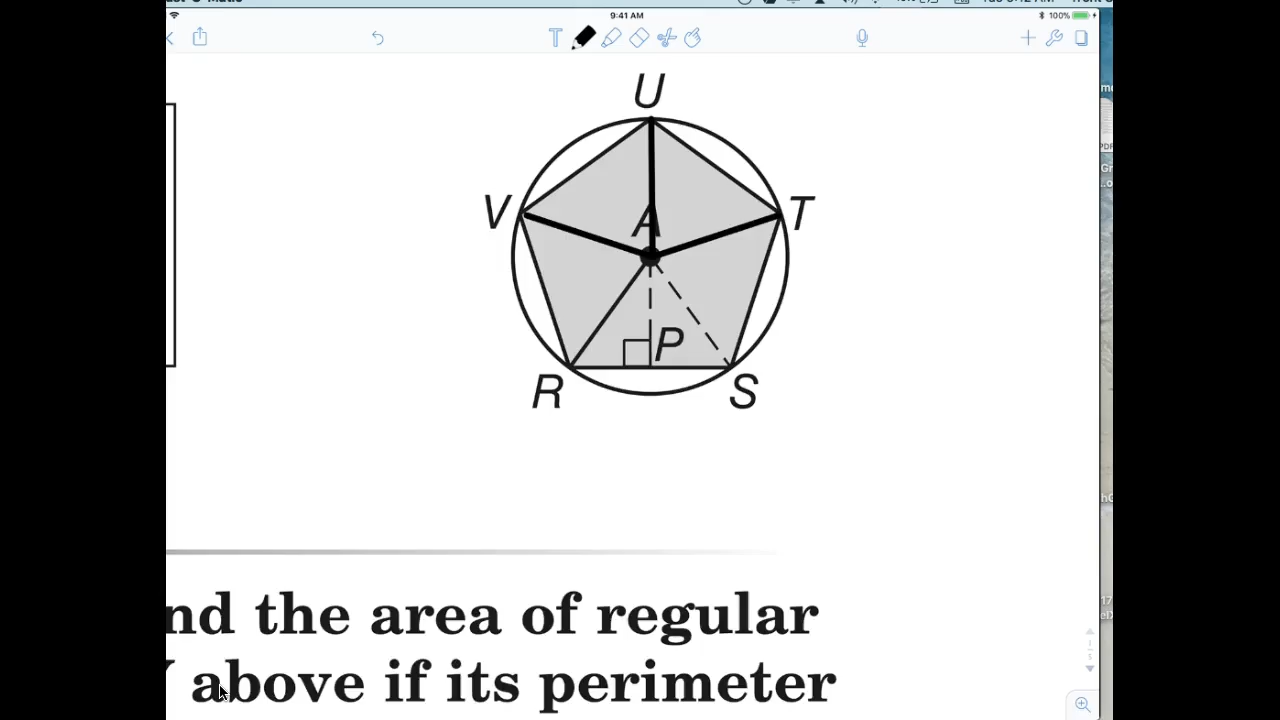 9:41 AM
100%
T
U
V
A
T
P
R
S
nd the area of regular
above if its perimeter